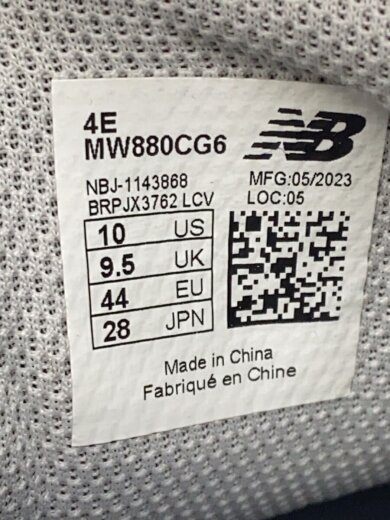 4E
MW880CG6
NB
NBJ-1143868
BRPJX3762 LCV
MFG:05/2023
LOC:05
10 US
9.5 UK
44 EU
28 JPN
Made in China
Fabriqué en Chine